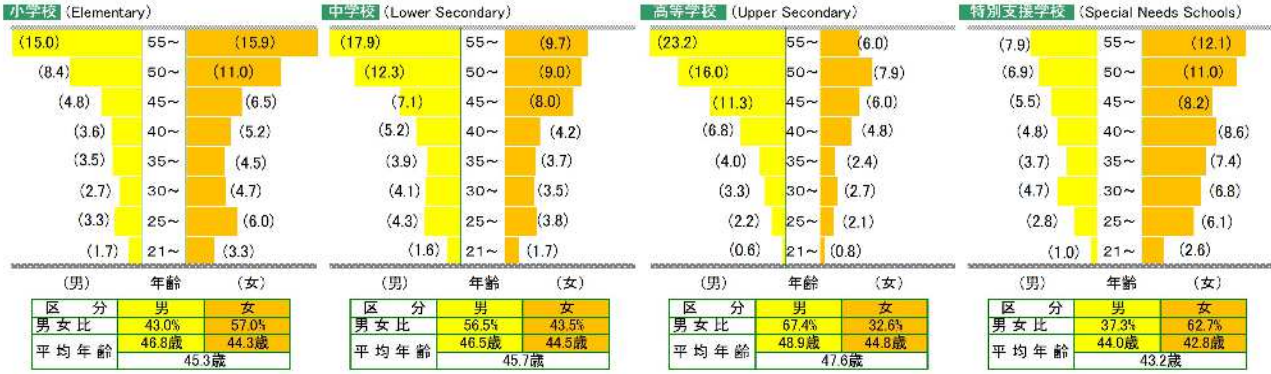 小学校 (Elementary)
(15.0) 55～ (15.9)
(8.4) 50～ (11.0)
(4.8) 45～ (6.5)
(3.6) 40～ (5.2)
(3.5) 35～ (4.5)
(2.7) 30～ (4.7)
(3.3) 25～ (6.0)
(1.7) 21～ (3.3)
(男) 年齢 (女)
区 分 男 女
男女比 43.0% 57.0%
平均年齢 46.8歳 44.3歳
45.3歳
中学校 (Lower Secondary)
(17.9) 55～ (9.7)
(12.3) 50～ (9.0)
(7.1) 45～ (8.0)
(5.2) 40～ (4.2)
(3.9) 35～ (3.7)
(4.1) 30～ (3.5)
(4.3) 25～ (3.8)
(1.6) 21～ (1.7)
(男) 年齢 (女)
区 分 男 女
男女比 56.5% 43.5%
平均年齢 46.5歳 44.5歳
45.7歳
高等学校 (Upper Secondary)
(23.2) 55～ (6.0)
(16.0) 50～ (7.9)
(11.3) 45～ (6.0)
(6.8) 40～ (4.8)
(4.0) 35～ (2.4)
(3.3) 30～ (2.7)
(2.2) 25～ (2.1)
(0.6) 21～ (0.8)
(男) 年齢 (女)
区 分 男 女
男女比 67.4% 32.6%
平均年齢 48.9歳 44.8歳
47.6歳
特別支援学校 (Special Needs Schools)
(7.9) 55～ (12.1)
(6.9) 50～ (11.0)
(5.5) 45～ (8.2)
(4.8) 40～ (8.6)
(3.7) 35～ (7.4)
(4.7) 30～ (6.8)
(2.8) 25～ (6.1)
(1.0) 21～ (2.6)
(男) 年齢 (女)
区 分 男 女
男女比 37.3% 62.7%
平均年齢 44.0歳 42.8歳
43.2歳